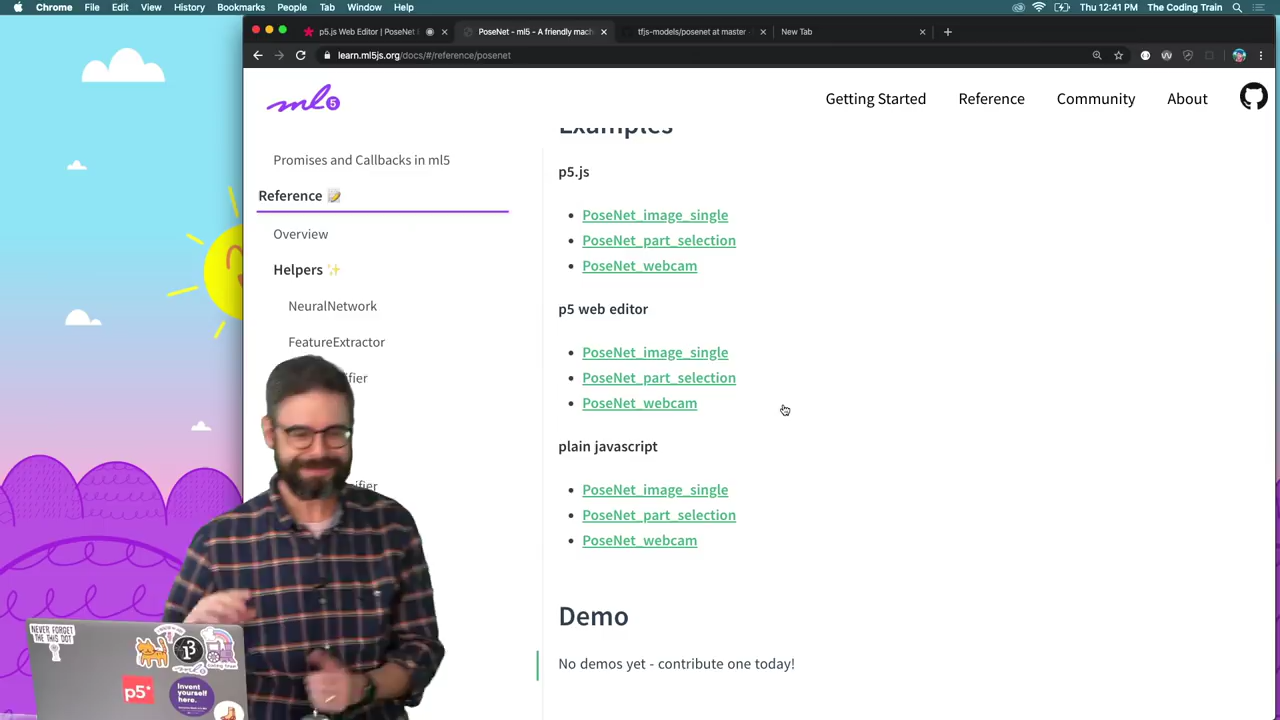 Chrome File Edit View History Bookmarks People Tab Window Help Thu 12:41 PM The Coding Train
p5.js Web Editor | PoseNet
PoseNet - ml5 - A friendly mach
tfjs-models/posenet at master
New Tab
learn.ml5js.org/docs/#/reference/posenet
ml5
Getting Started Reference Community About
Promises and Callbacks in ml5
Reference
Overview
Helpers
NeuralNetwork
FeatureExtractor
ifier
ifier
Examples
p5.js
PoseNet_image_single
PoseNet_part_selection
PoseNet_webcam
p5 web editor
PoseNet_image_single
PoseNet_part_selection
PoseNet_webcam
plain javascript
PoseNet_image_single
PoseNet_part_selection
PoseNet_webcam
Demo
No demos yet - contribute one today!
NEVER FORGET
THE THIS DOT
p5*
Invent
yourself
here.